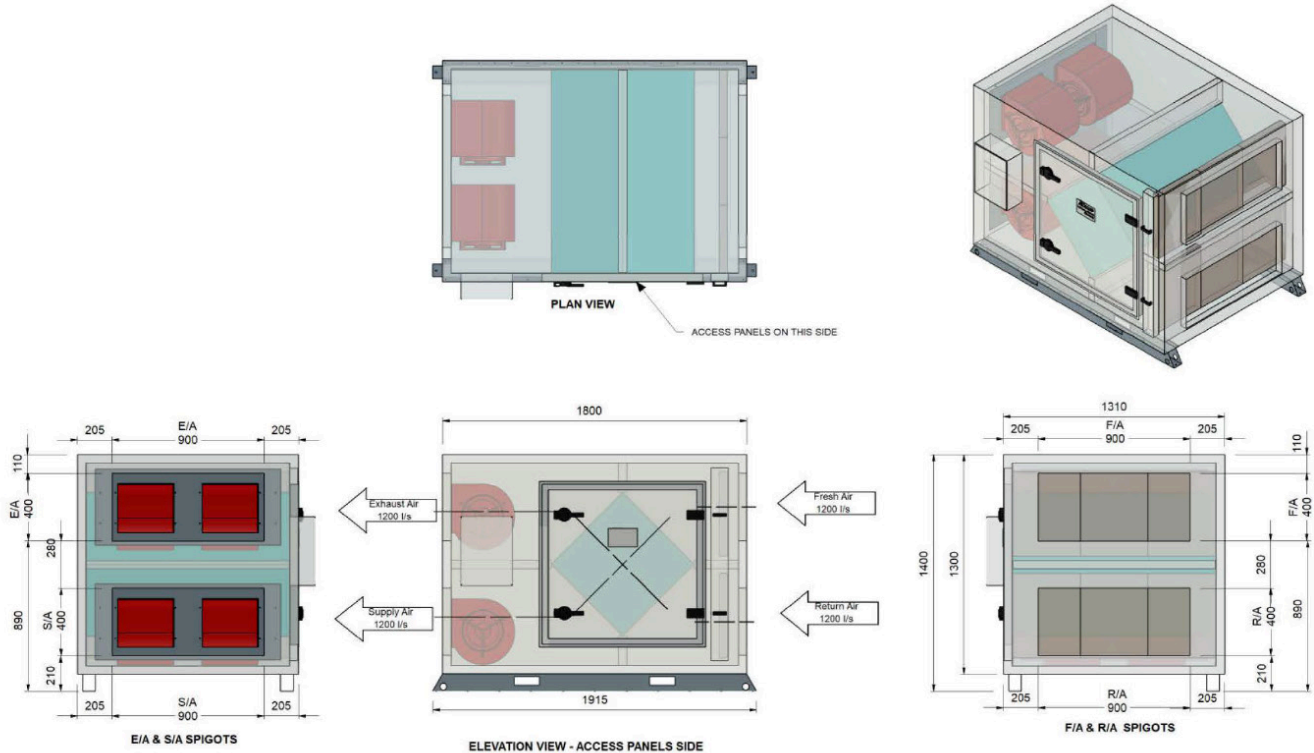 PLAN VIEW
ACCESS PANELS ON THIS SIDE
E/A
205
900
205
110
E/A
400
280
890
S/A
400
210
S/A
205
900
205
E/A & S/A SPIGOTS
1800
Exhaust Air
1200 l/s
Fresh Air
1200 l/s
Supply Air
1200 l/s
Return Air
1200 l/s
1915
ELEVATION VIEW - ACCESS PANELS SIDE
1310
F/A
205
900
205
110
F/A
400
1400
1300
280
R/A
400
890
210
R/A
205
900
205
F/A & R/A SPIGOTS